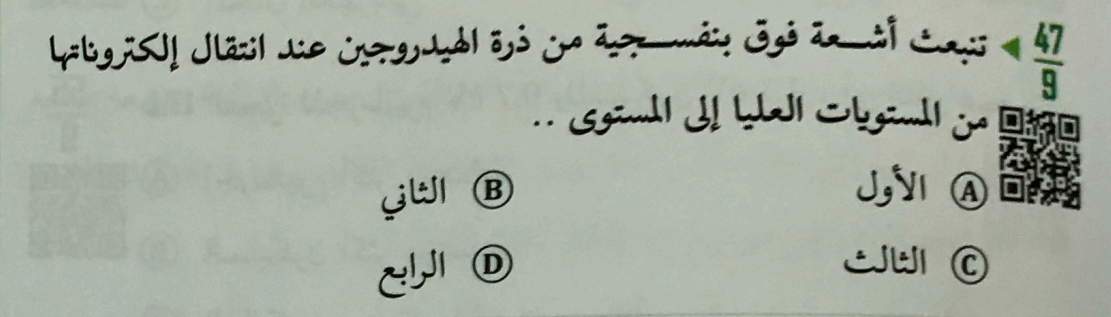 47/9 ◀ تنبعث أشعة فوق بنفسجية من ذرة الهيدروجين عند انتقال إلكتروناتها
من المستويات العليا إلى المستوى ..
Ⓐ الأول Ⓑ الثاني
Ⓒ الثالث Ⓓ الرابع